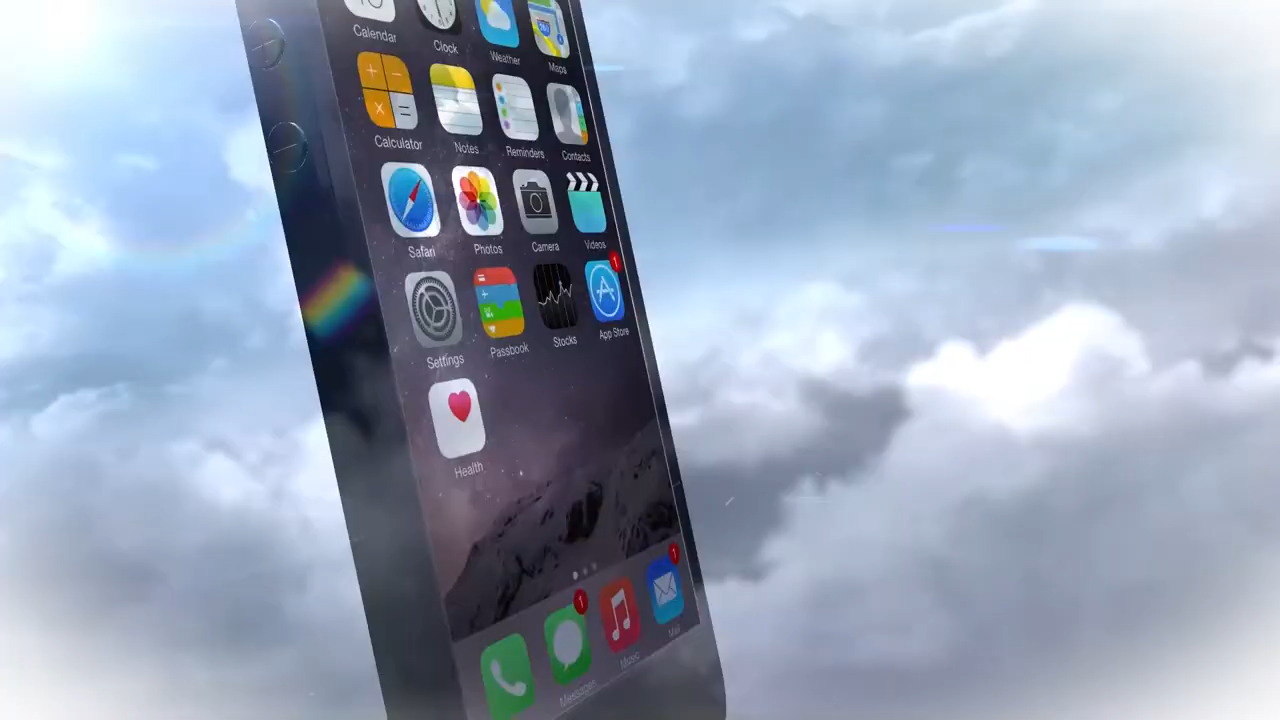 Calendar
Clock
Weather
Maps
Calculator
Notes
Reminders
Contacts
Safari
Photos
Camera
Videos
1
Settings
Passbook
Stocks
App Store
Health
1
1
Messages
Music
Mail